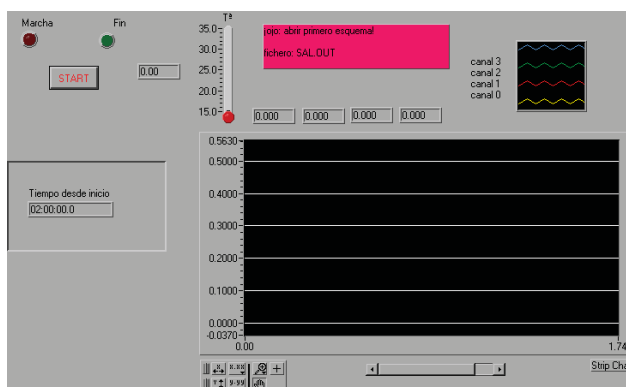 Marcha
Fin
Tª
START
0.00
35.0
30.0
25.0
20.0
15.0
¡ojo: abrir primero esquema!
fichero: SAL.OUT
canal 3
canal 2
canal 1
canal 0
0.000
0.000
0.000
0.000
Tiempo desde inicio
02:00:00.0
0.5630
0.5000
0.4000
0.3000
0.2000
0.1000
0.0000
-0.0370
0.00
1.74
Strip Cha